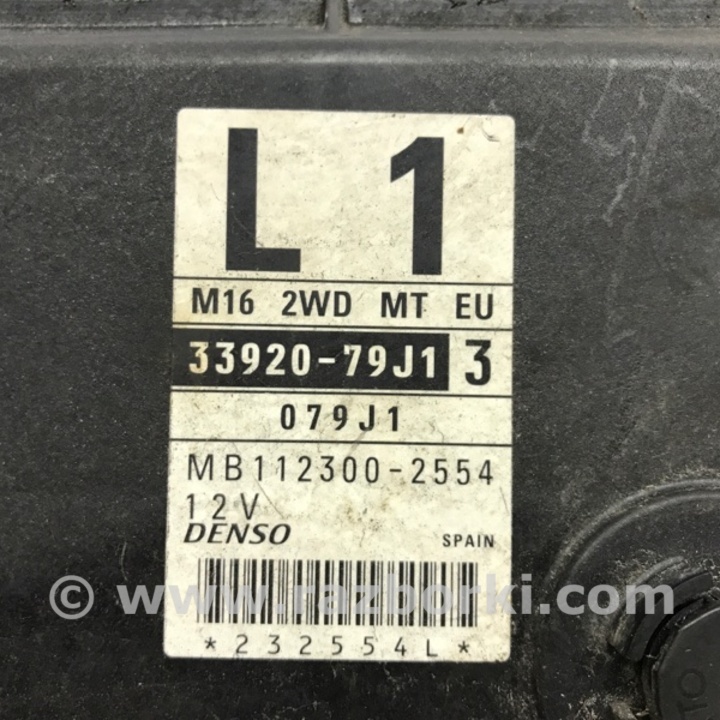 L 1
M16 2WD MT EU
33920-79J1 3
079J1
MB112300-2554
12V
DENSO SPAIN
© www.razborki.com
*232554L*